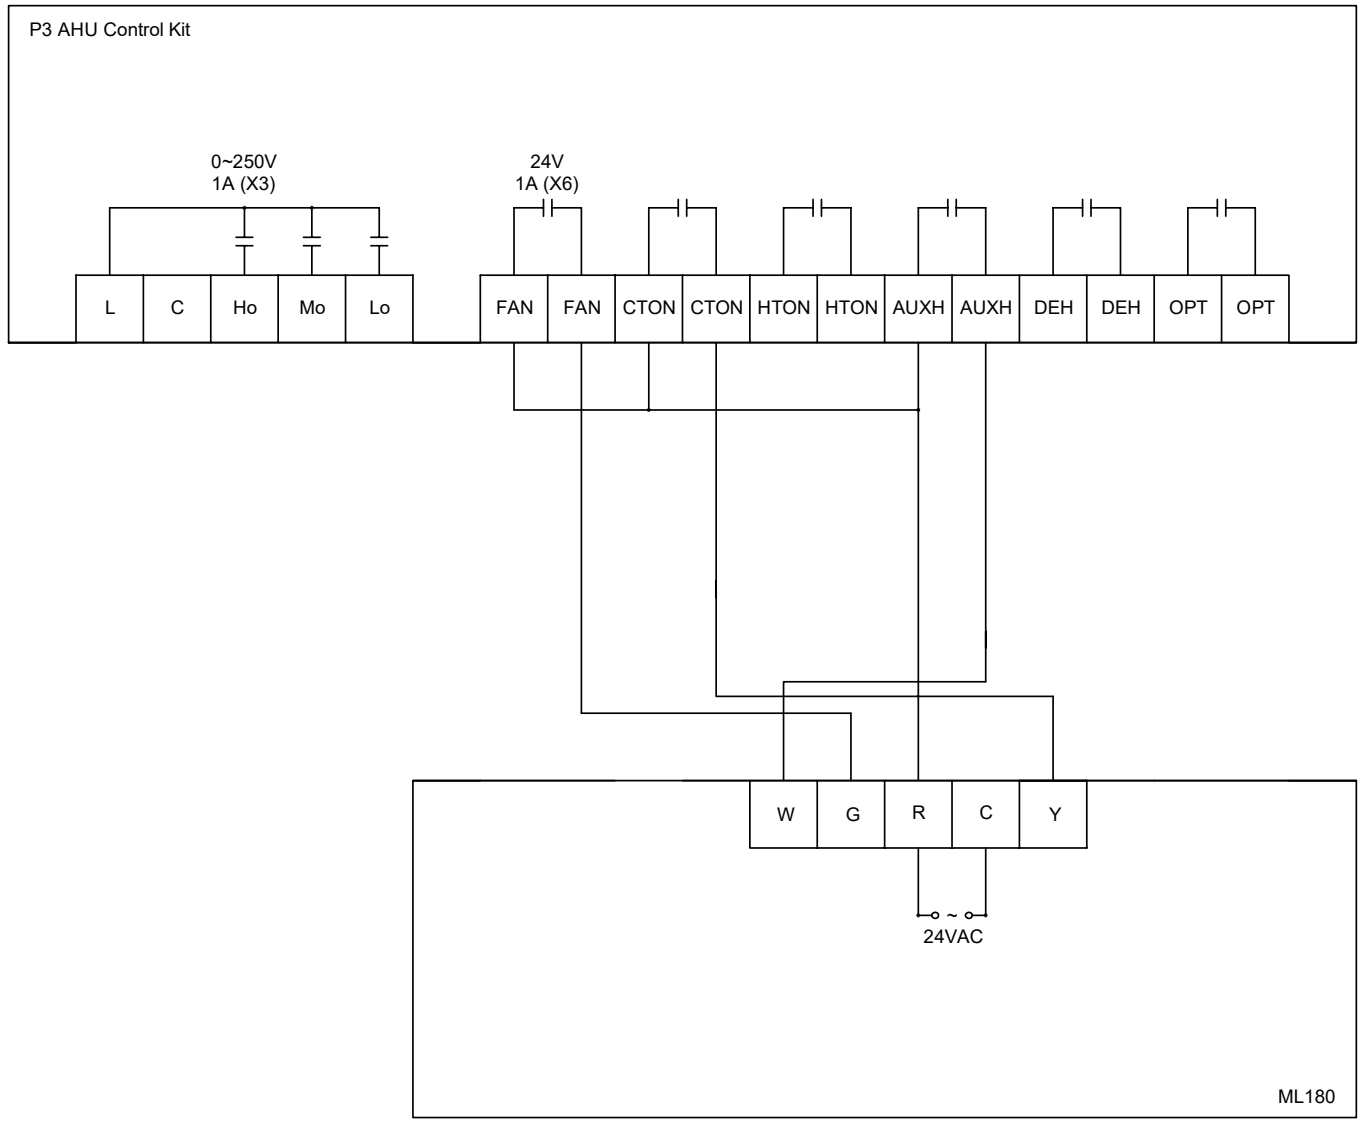 P3 AHU Control Kit
0~250V
1A (X3)
24V
1A (X6)
L C Ho Mo Lo FAN FAN CTON CTON HTON HTON AUXH AUXH DEH DEH OPT OPT
W G R C Y
~
24VAC
ML180